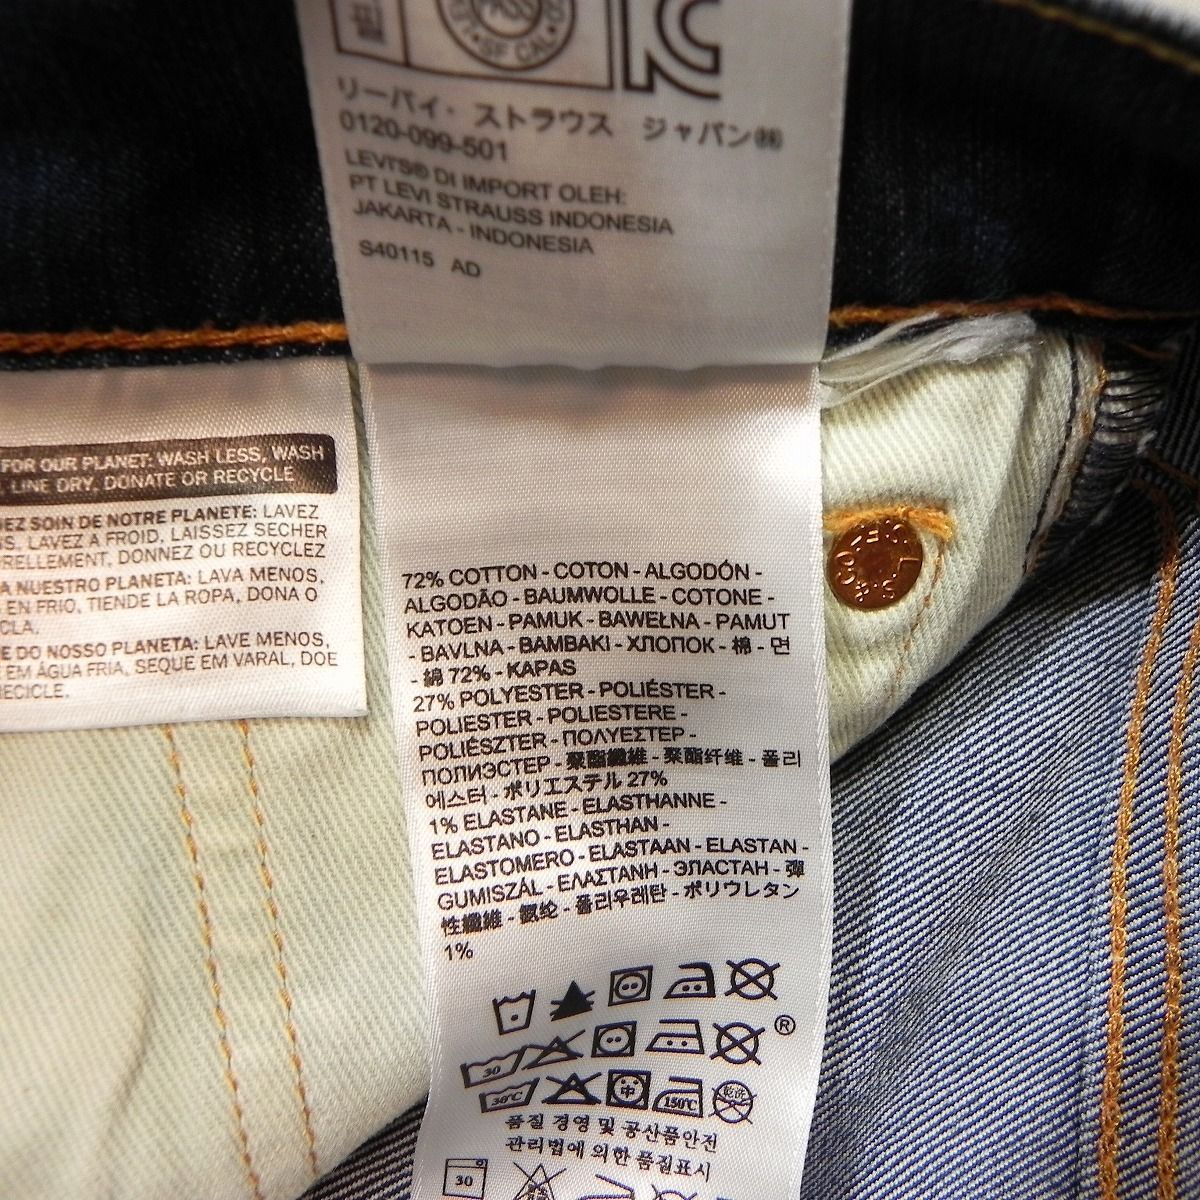 PASS
SF CAL
リーバイ・ストラウス ジャパン㈱
0120-099-501
LEVI'S® DI IMPORT OLEH:
PT LEVI STRAUSS INDONESIA
JAKARTA - INDONESIA
S40115 AD
FOR OUR PLANET: WASH LESS, WASH
, LINE DRY, DONATE OR RECYCLE
EZ SOIN DE NOTRE PLANETE: LAVEZ
S, LAVEZ A FROID, LAISSEZ SECHER
RELLEMENT, DONNEZ OU RECYCLEZ
A NUESTRO PLANETA: LAVA MENOS,
EN FRIO, TIENDE LA ROPA, DONA O
CLA.
E DO NOSSO PLANETA: LAVE MENOS,
EM ÁGUA FRIA, SEQUE EM VARAL, DOE
ECICLE.
72% COTTON - COTON - ALGODÓN -
ALGODÃO - BAUMWOLLE - COTONE -
KATOEN - PAMUK - BAWEŁNA - PAMUT
- BAVLNA - BAMBAKI - ХЛОПОК - 棉 - 면
- 綿 72% - KAPAS
27% POLYESTER - POLIÉSTER -
POLIESTER - POLIESTERE -
POLIÉSZTER - ΠΟΛΥΕΣΤΕΡ -
ПОЛИЭСТЕР - 聚酯纖維 - 聚酯纤维 - 폴리
에스터 - ポリエステル 27%
1% ELASTANE - ELASTHANNE -
ELASTANO - ELASTHAN -
ELASTOMERO - ELASTAAN - ELASTAN -
GUMISZÁL - ΕΛΑΣΤΑΝΗ - ЭЛАСТАН - 彈
性纖維 - 氨纶 - 폴리우레탄 - ポリウレタン
1%
®
30
30°C 中 150°C 乾洗
품질 경영 및 공산품안전
관리법에 의한 품질표시
30